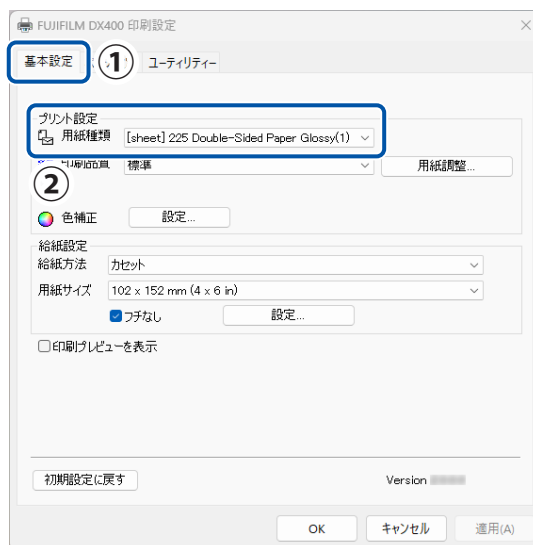 FUJIFILM DX400 印刷設定
基本設定 ① ユーティリティー
プリント設定
用紙種類 [sheet] 225 Double-Sided Paper Glossy(1)
② 印刷品質 標準 用紙調整...
色補正 設定...
給紙設定
給紙方法 カセット
用紙サイズ 102 x 152 mm (4 x 6 in)
フチなし 設定...
印刷プレビューを表示
初期設定に戻す Version
OK キャンセル 適用(A)